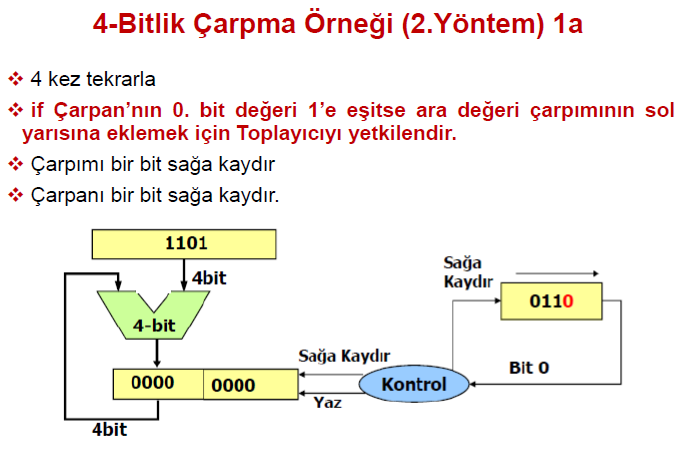 4-Bitlik Çarpma Örneği (2.Yöntem) 1a
❖ 4 kez tekrarla
❖ if Çarpan’nın 0. bit değeri 1’e eşitse ara değeri çarpımının sol
yarısına eklemek için Toplayıcıyı yetkilendir.
❖ Çarpımı bir bit sağa kaydır
❖ Çarpanı bir bit sağa kaydır.
1101
4bit
Sağa
Kaydır
0110
4-bit
Sağa Kaydır
Bit 0
0000 0000
Kontrol
Yaz
4bit